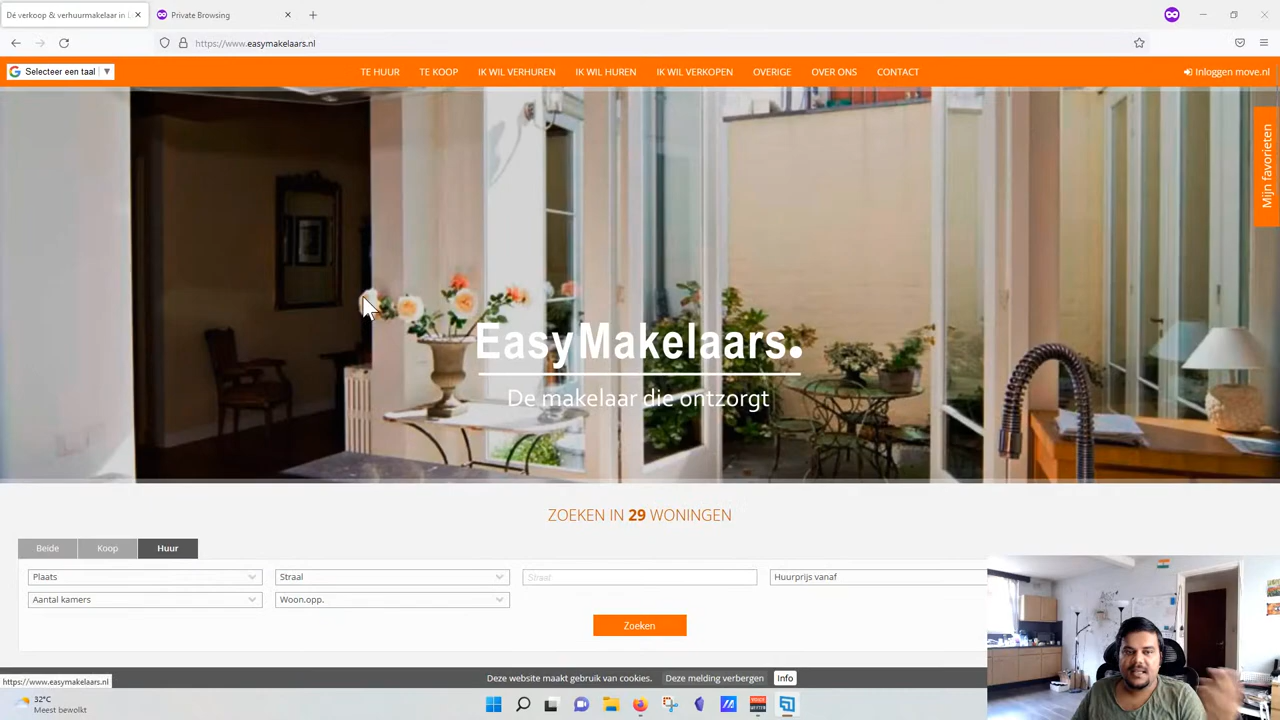 Dé verkoop & verhuurmakelaar in L
Private Browsing
https://www.easymakelaars.nl
Selecteer een taal
TE HUUR
TE KOOP
IK WIL VERHUREN
IK WIL HUREN
IK WIL VERKOPEN
OVERIGE
OVER ONS
CONTACT
Inloggen move.nl
Mijn favorieten
EasyMakelaars.
De makelaar die ontzorgt
ZOEKEN IN 29 WONINGEN
Beide
Koop
Huur
Plaats
Straal
Straat
Huurprijs vanaf
Aantal kamers
Woon.opp.
Zoeken
Deze website maakt gebruik van cookies.
Deze melding verbergen
Info
https://www.easymakelaars.nl
32°C
Meest bewolkt